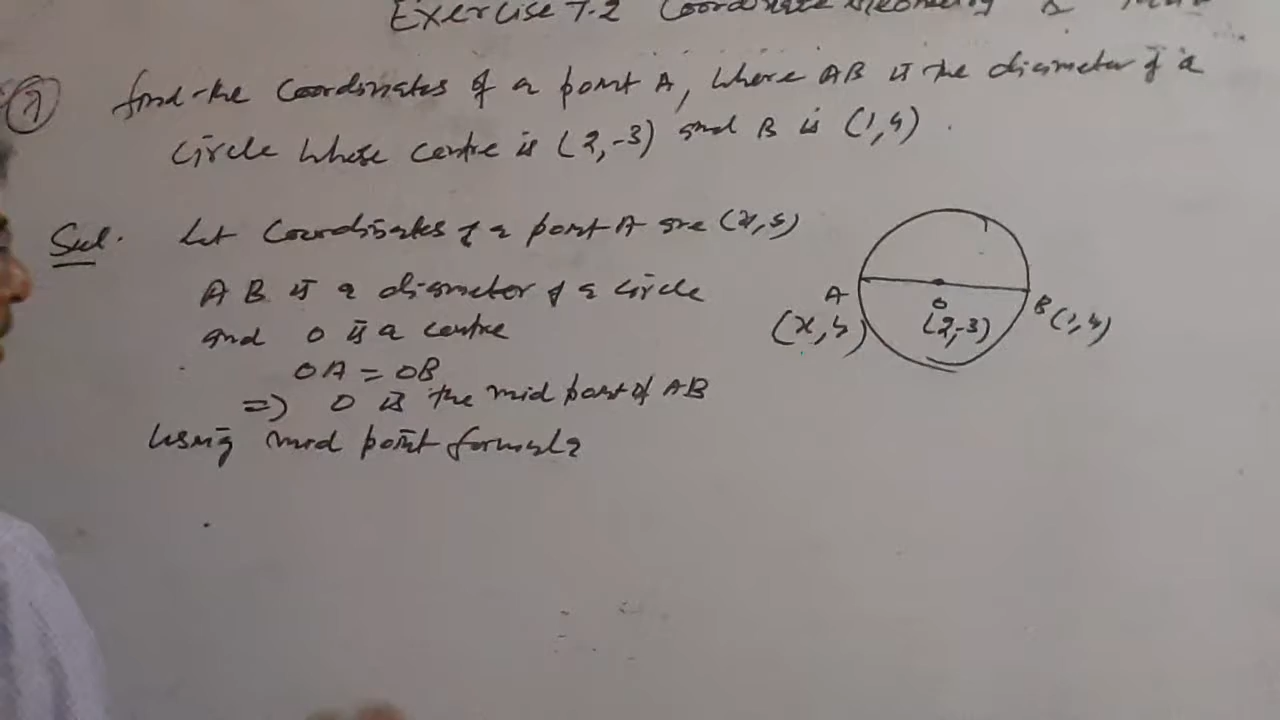 Exercise 7.2 Coordinate Geometry
7 find the Coordinates of a point A, Where AB is the diameter of a
circle Whose centre is (2,-3) and B is (1,4).
Sol. Let Coordinates of a point A are (x,y)
AB is a diameter of a circle
and O is a centre
OA = OB
=) O is the mid point of AB
Using mid point formula
A
O
B (1,4)
(x,y)
(2,-3)